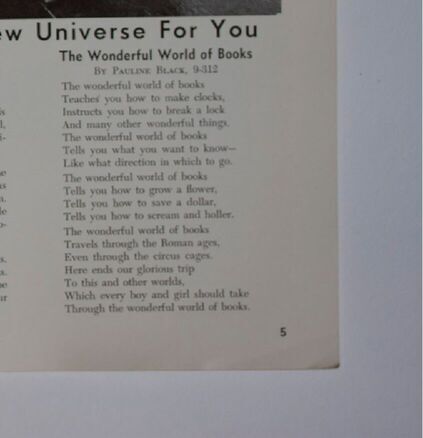 ew Universe For You
The Wonderful World of Books
BY PAULINE BLACK, 9-312
The wonderful world of books
Teaches you how to make clocks,
Instructs you how to break a lock
And many other wonderful things.
The wonderful world of books
Tells you what you want to know—
Like what direction in which to go.
The wonderful world of books
Tells you how to grow a flower,
Tells you how to save a dollar,
Tells you how to scream and holler.
The wonderful world of books
Travels through the Roman ages,
Even through the circus cages.
Here ends our glorious trip
To this and other worlds,
Which every boy and girl should take
Through the wonderful world of books.
5